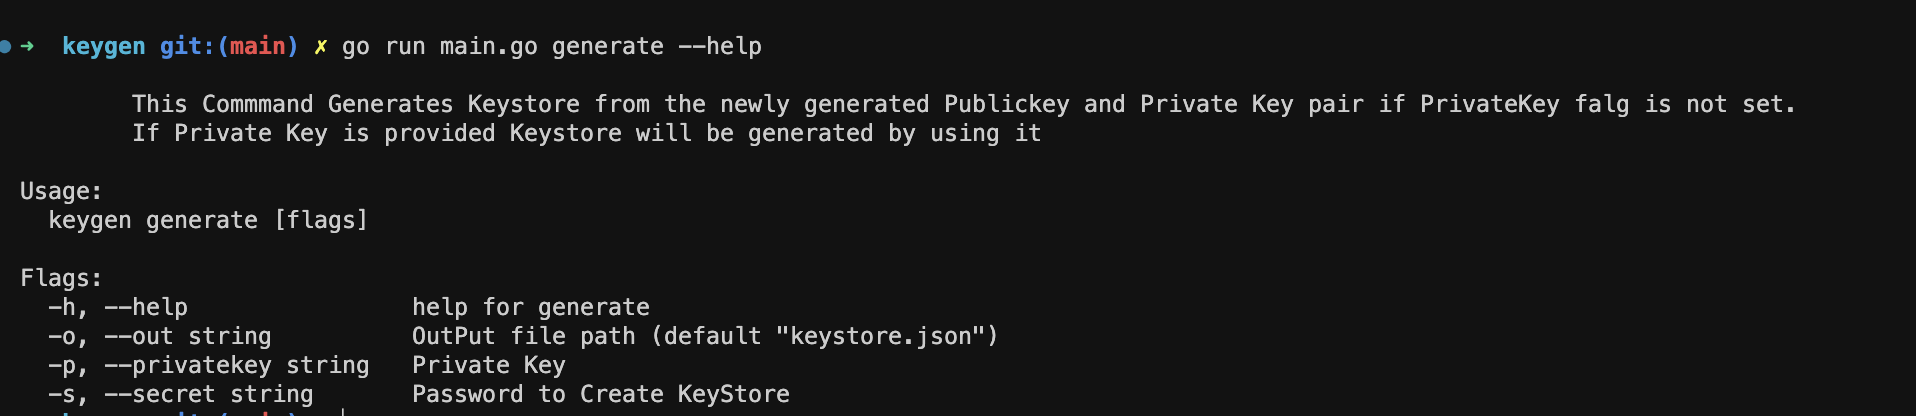 ➜ keygen git:(main) ✗ go run main.go generate --help
This Commmand Generates Keystore from the newly generated Publickey and Private Key pair if PrivateKey falg is not set.
If Private Key is provided Keystore will be generated by using it
Usage:
keygen generate [flags]
Flags:
-h, --help help for generate
-o, --out string OutPut file path (default "keystore.json")
-p, --privatekey string Private Key
-s, --secret string Password to Create KeyStore